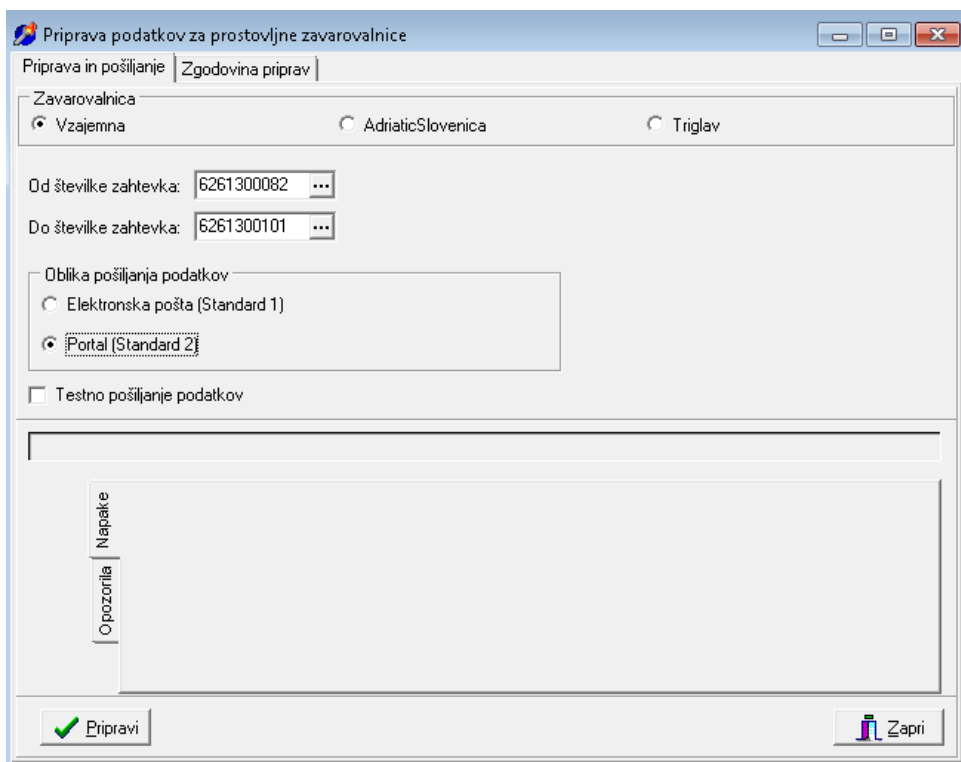 Priprava podatkov za prostovljne zavarovalnice
Priprava in pošiljanje Zgodovina priprav
Zavarovalnica
Vzajemna AdriaticSlovenica Triglav
Od številke zahtevka: 6261300082 ...
Do številke zahtevka: 6261300101 ...
Oblika pošiljanja podatkov
Elektronska pošta (Standard 1)
Portal (Standard 2)
Testno pošiljanje podatkov
Napake
Opozorila
Pripravi Zapri